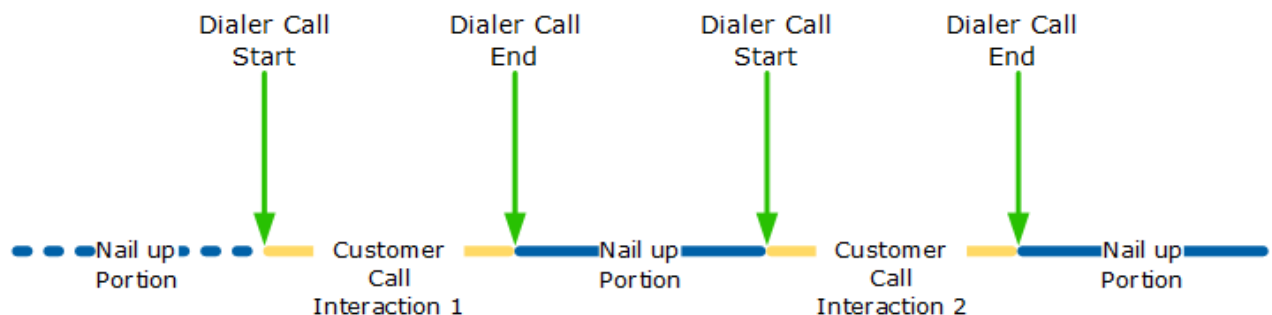 Dialer Call
Start
Dialer Call
End
Dialer Call
Start
Dialer Call
End
Nail up
Portion
Customer
Call
Interaction 1
Nail up
Portion
Customer
Call
Interaction 2
Nail up
Portion